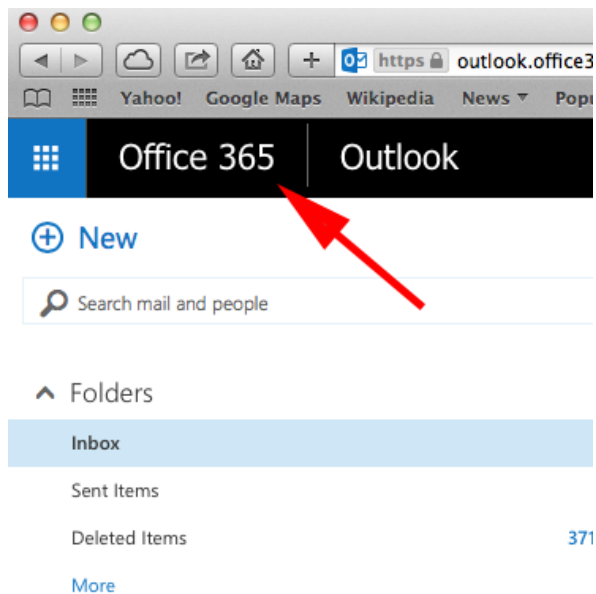 https outlook.office3
Yahoo! Google Maps Wikipedia News Popu
Office 365 Outlook
New
Search mail and people
Folders
Inbox
Sent Items
Deleted Items 371
More